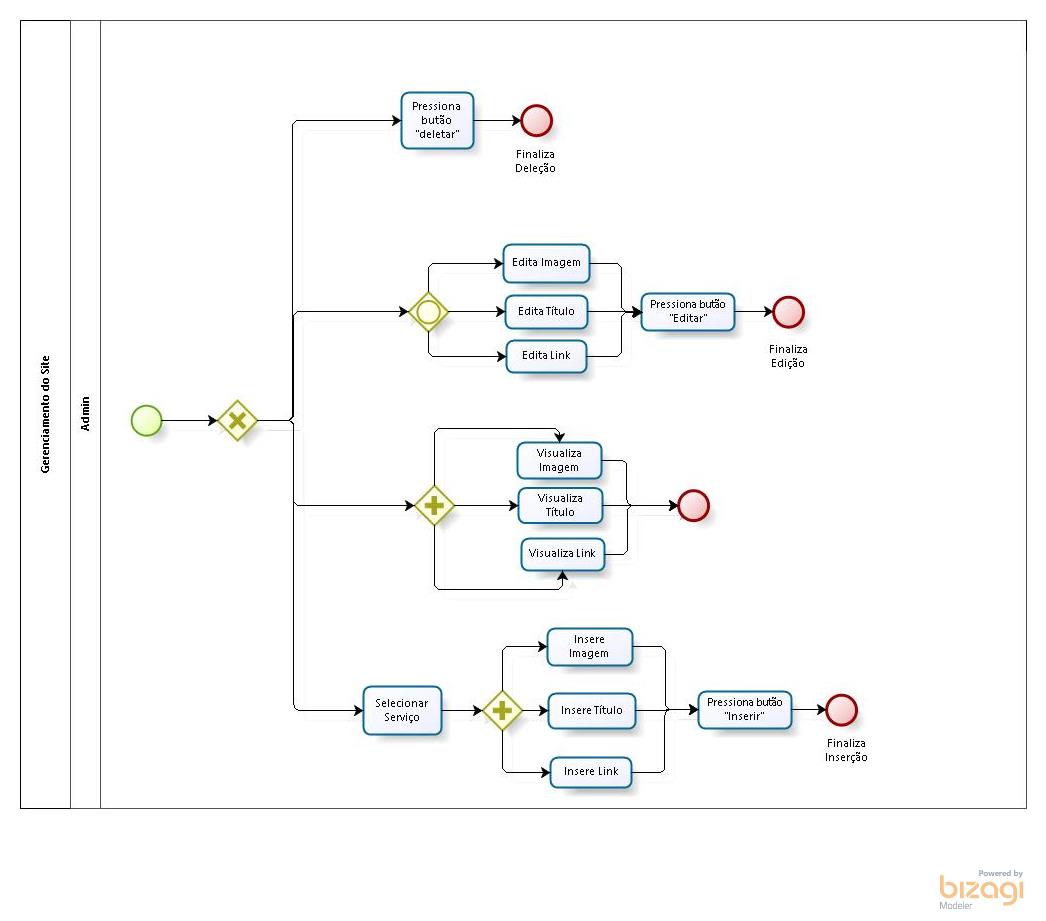 Gerenciamento do Site
Admin
Pressiona
butão
"deletar"
Finaliza
Deleção
Edita Imagem
Edita Título
Edita Link
Pressiona butão
"Editar"
Finaliza
Edição
Visualiza
Imagem
Visualiza
Título
Visualiza Link
Selecionar
Serviço
Insere
Imagem
Insere Título
Insere Link
Pressiona butão
"Inserir"
Finaliza
Inserção
Powered by
bizagi
Modeler